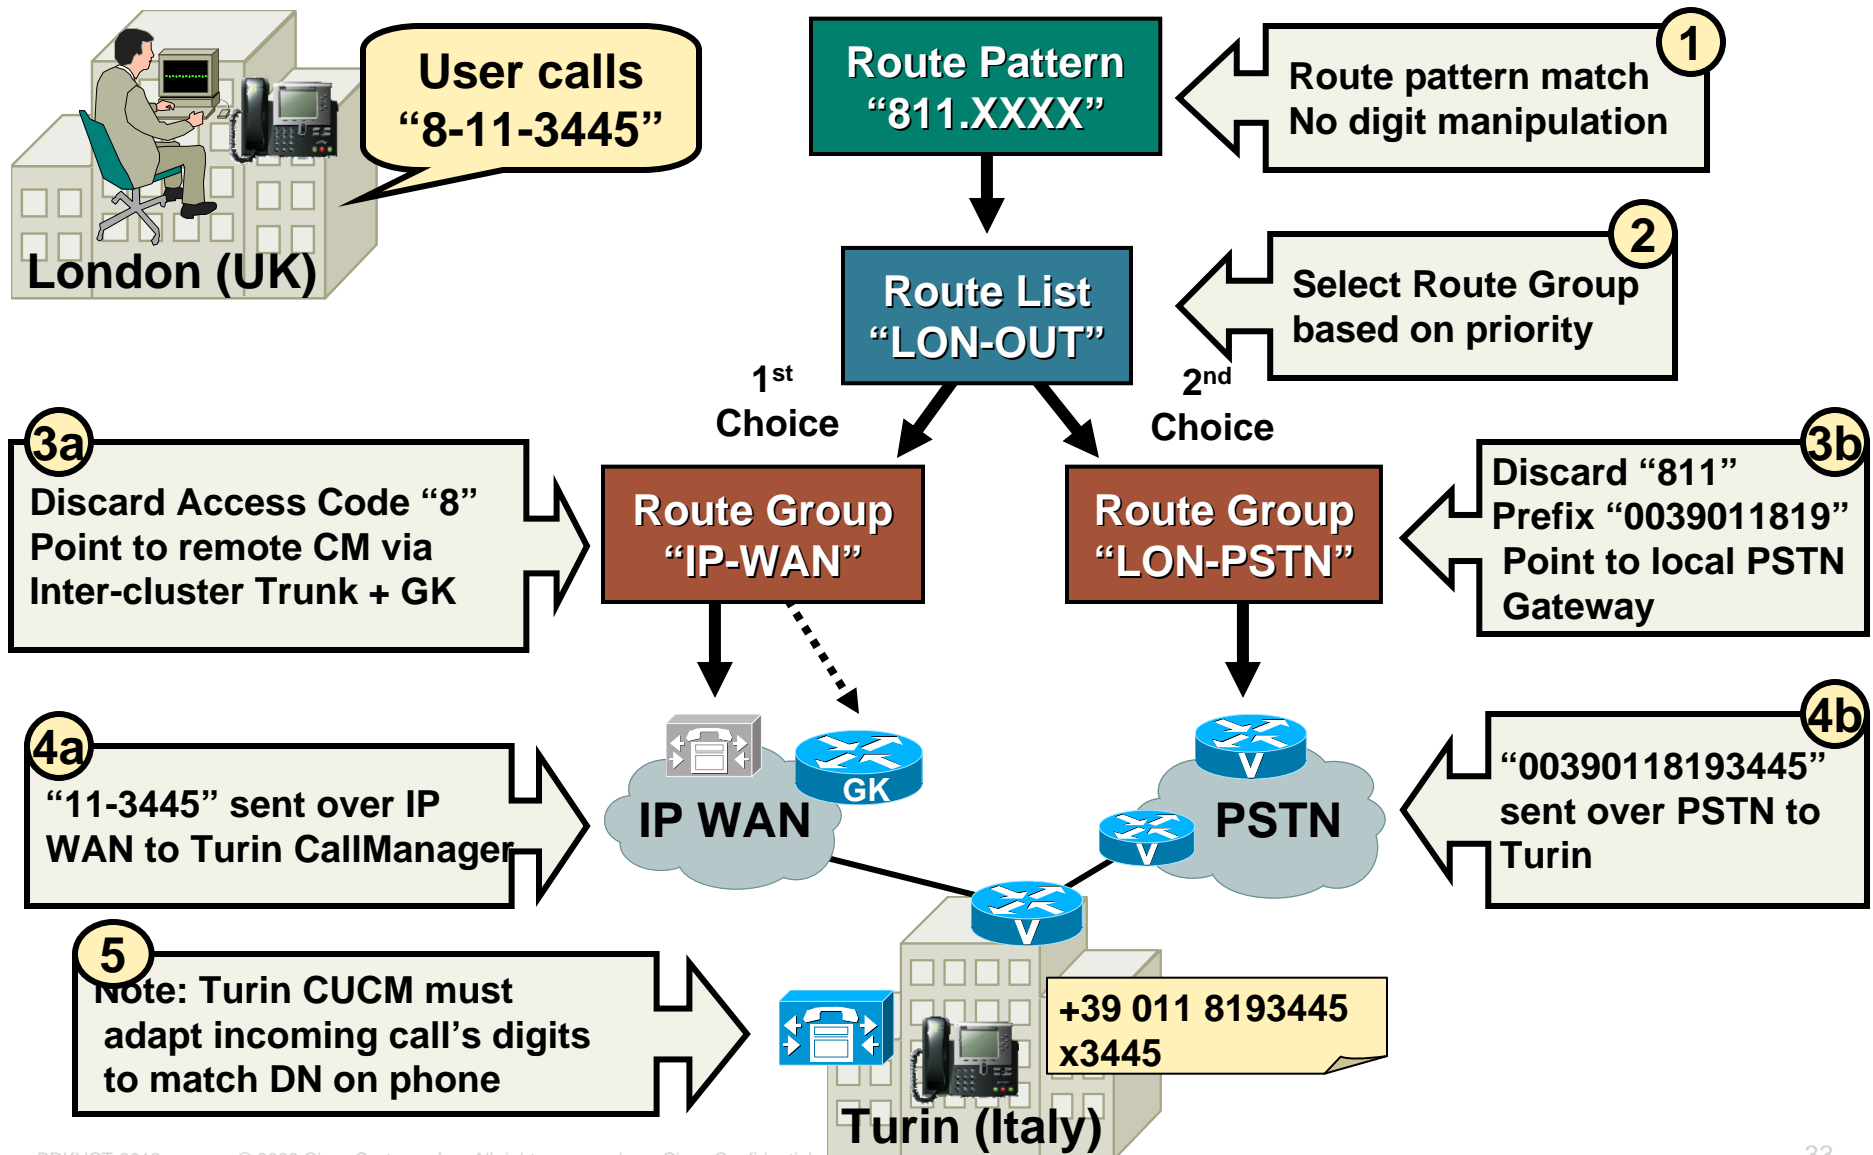 User calls
“8-11-3445”
London (UK)
Route Pattern
“811.XXXX”
1
Route pattern match
No digit manipulation
Route List
“LON-OUT”
2
Select Route Group
based on priority
1st
Choice
2nd
Choice
3a
Discard Access Code “8”
Point to remote CM via
Inter-cluster Trunk + GK
Route Group
“IP-WAN”
Route Group
“LON-PSTN”
3b
Discard “811”
Prefix “0039011819”
Point to local PSTN
Gateway
4a
“11-3445” sent over IP
WAN to Turin CallManager
IP WAN
GK
V
PSTN
V
4b
“00390118193445”
sent over PSTN to
Turin
5
Note: Turin CUCM must
adapt incoming call’s digits
to match DN on phone
V
+39 011 8193445
x3445
Turin (Italy)
33